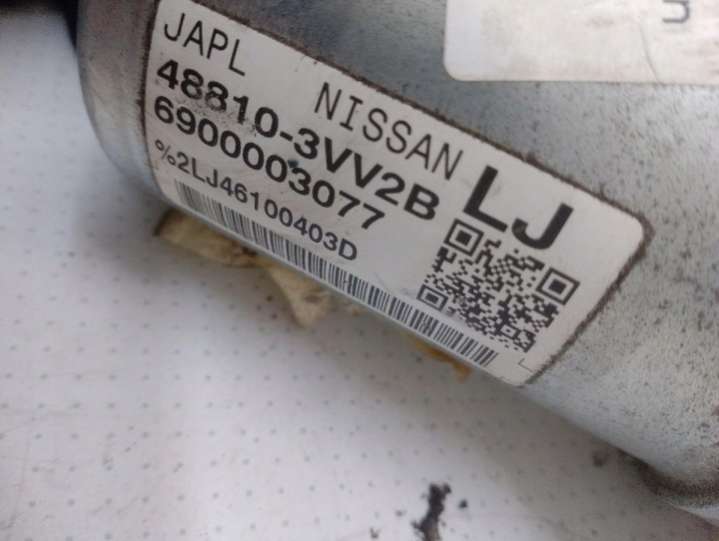 JAPL NISSAN
48810-3VV2B LJ
6900003077
%2LJ46100403D